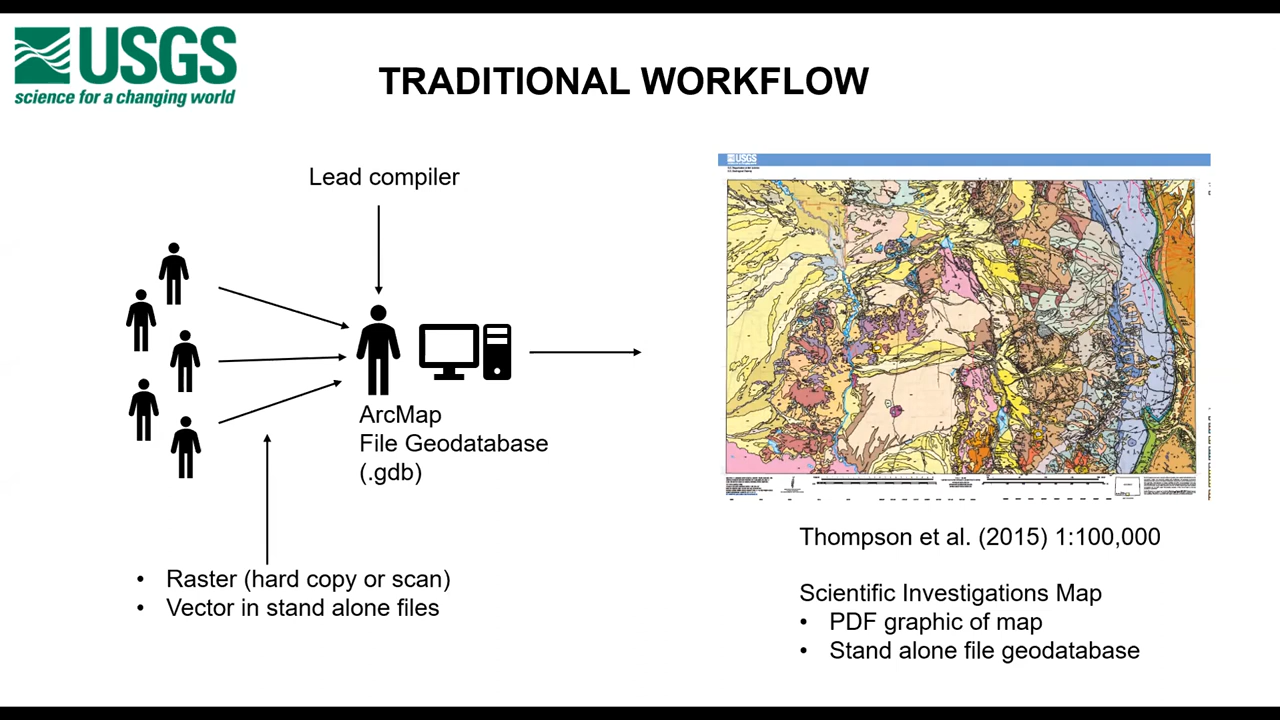 USGS
science for a changing world
TRADITIONAL WORKFLOW
Lead compiler
ArcMap
File Geodatabase
(.gdb)
• Raster (hard copy or scan)
• Vector in stand alone files
USGS
Thompson et al. (2015) 1:100,000
Scientific Investigations Map
• PDF graphic of map
• Stand alone file geodatabase